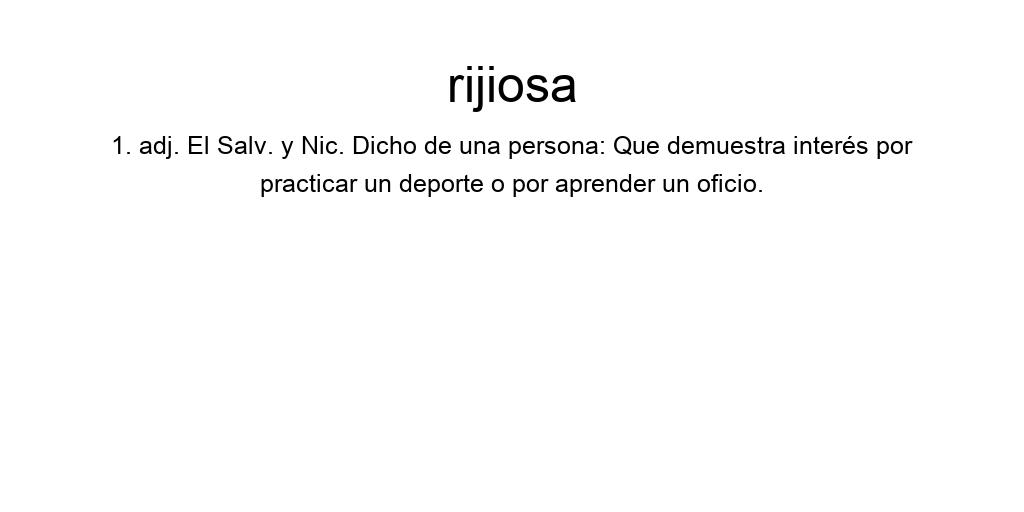 rijiosa
1. adj. El Salv. y Nic. Dicho de una persona: Que demuestra interés por
practicar un deporte o por aprender un oficio.